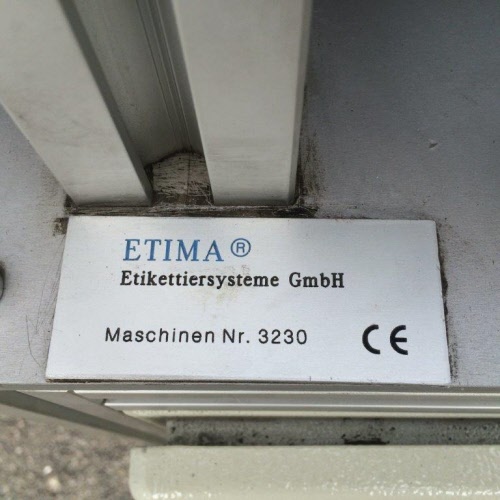 ETIMA ®
Etikettiersysteme GmbH
Maschinen Nr. 3230 CE